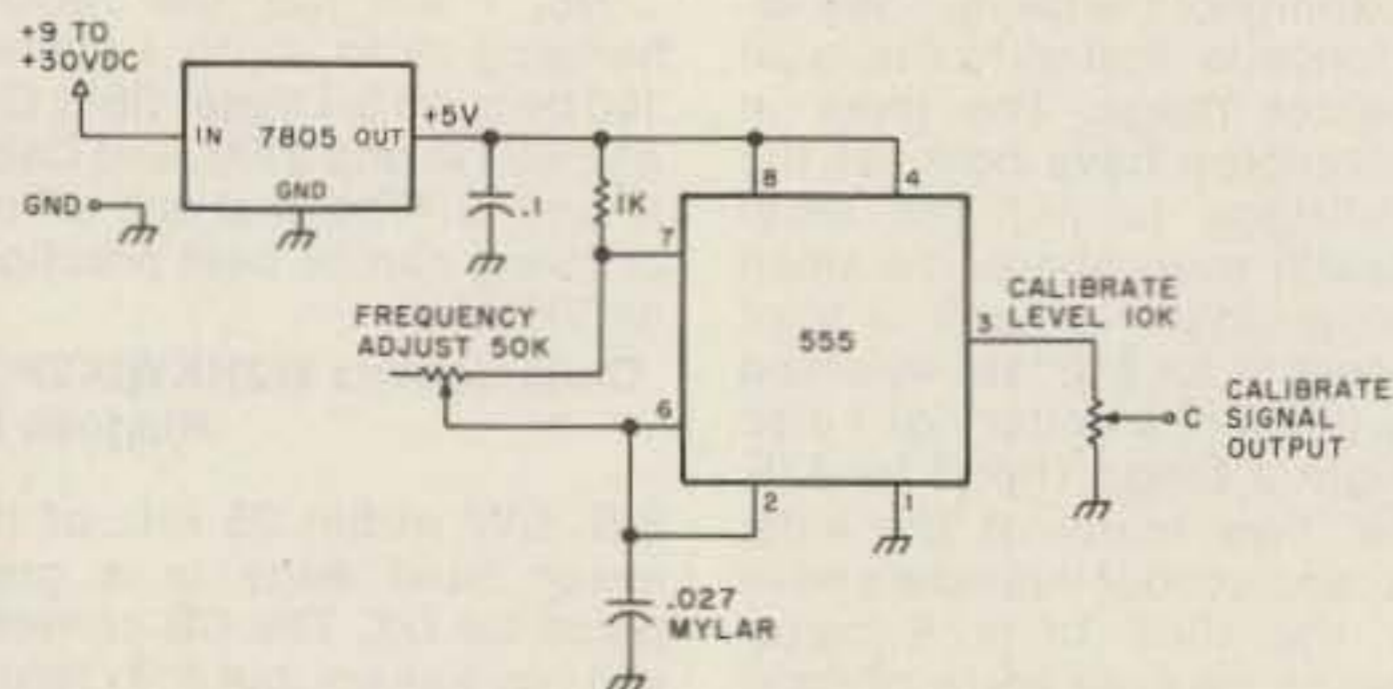 +9 TO
+30VDC
IN 7805 OUT
GND
+5V
GND
.1
1K
8
4
7
FREQUENCY
ADJUST 50K
555
3
CALIBRATE
LEVEL 10K
6
C
CALIBRATE
SIGNAL
OUTPUT
2
1
.027
MYLAR